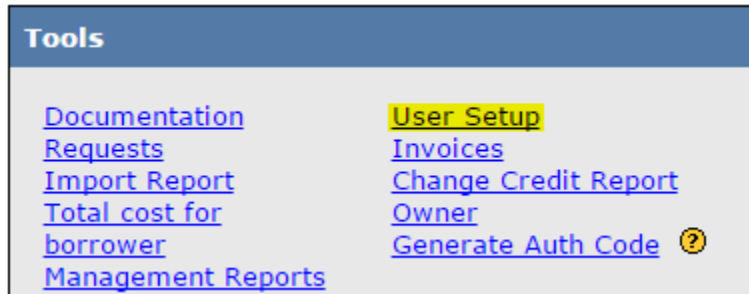 Tools
Documentation
Requests
Import Report
Total cost for
borrower
Management Reports
User Setup
Invoices
Change Credit Report
Owner
Generate Auth Code ?